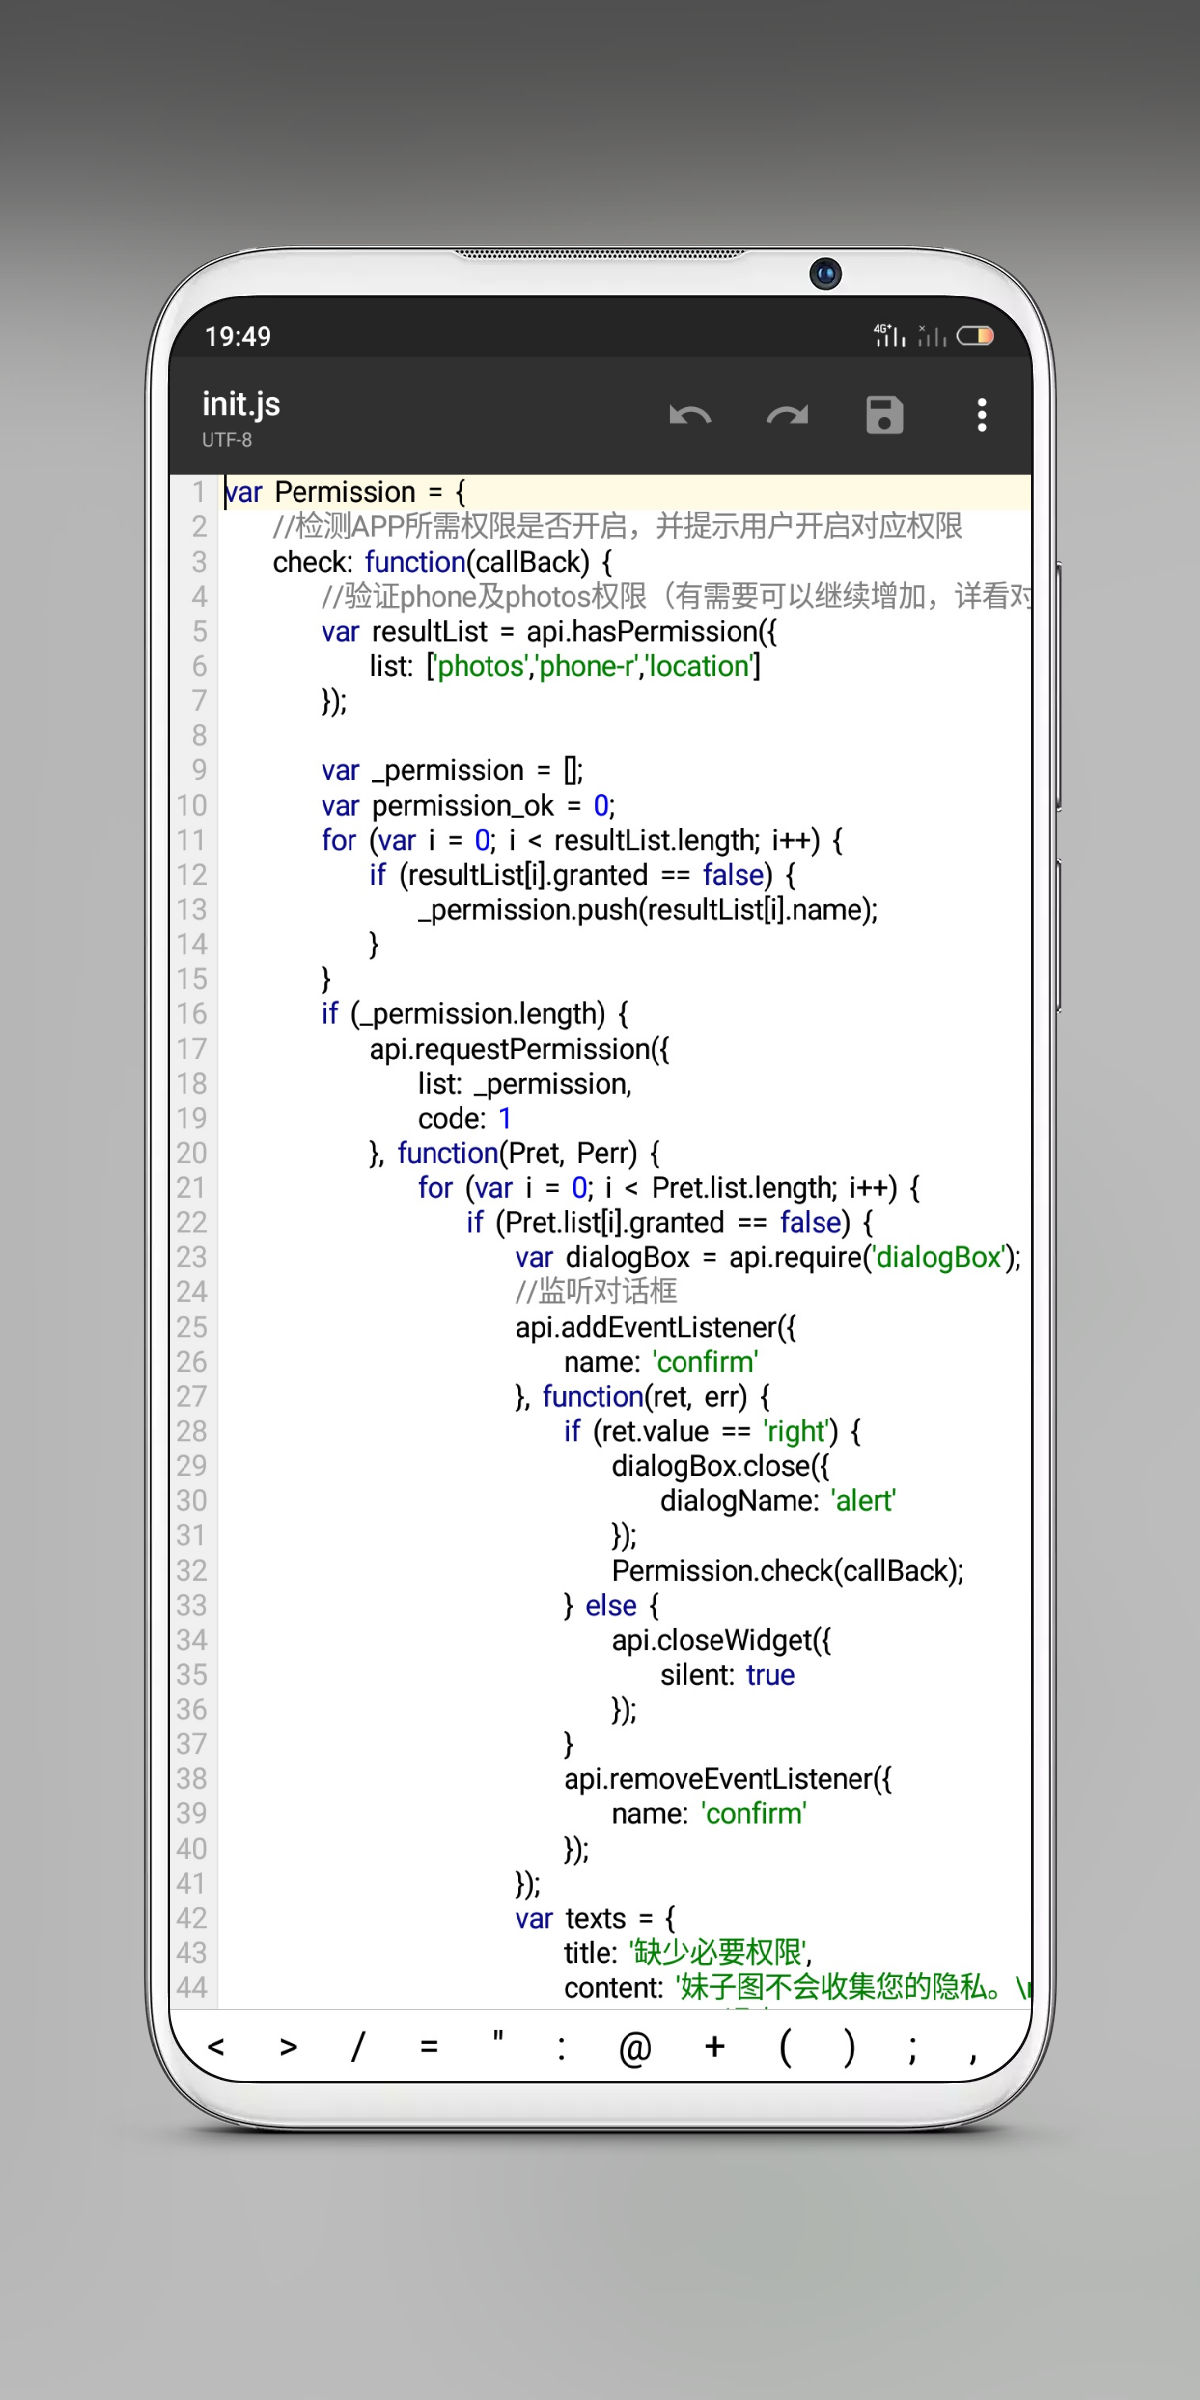 19:49
4G+
init.js
UTF-8
1 var Permission = {
2 //检测APP所需权限是否开启，并提示用户开启对应权限
3 check: function(callBack) {
4 //验证phone及photos权限（有需要可以继续增加，详看对
5 var resultList = api.hasPermission({
6 list: ['photos','phone-r','location']
7 });
8
9 var _permission = [];
10 var permission_ok = 0;
11 for (var i = 0; i < resultList.length; i++) {
12 if (resultList[i].granted == false) {
13 _permission.push(resultList[i].name);
14 }
15 }
16 if (_permission.length) {
17 api.requestPermission({
18 list: _permission,
19 code: 1
20 }, function(Pret, Perr) {
21 for (var i = 0; i < Pret.list.length; i++) {
22 if (Pret.list[i].granted == false) {
23 var dialogBox = api.require('dialogBox');
24 //监听对话框
25 api.addEventListener({
26 name: 'confirm'
27 }, function(ret, err) {
28 if (ret.value == 'right') {
29 dialogBox.close({
30 dialogName: 'alert'
31 });
32 Permission.check(callBack);
33 } else {
34 api.closeWidget({
35 silent: true
36 });
37 }
38 api.removeEventListener({
39 name: 'confirm'
40 });
41 });
42 var texts = {
43 title: '缺少必要权限',
44 content: '妹子图不会收集您的隐私。\
< > / = " : @ + ( ) ; ,